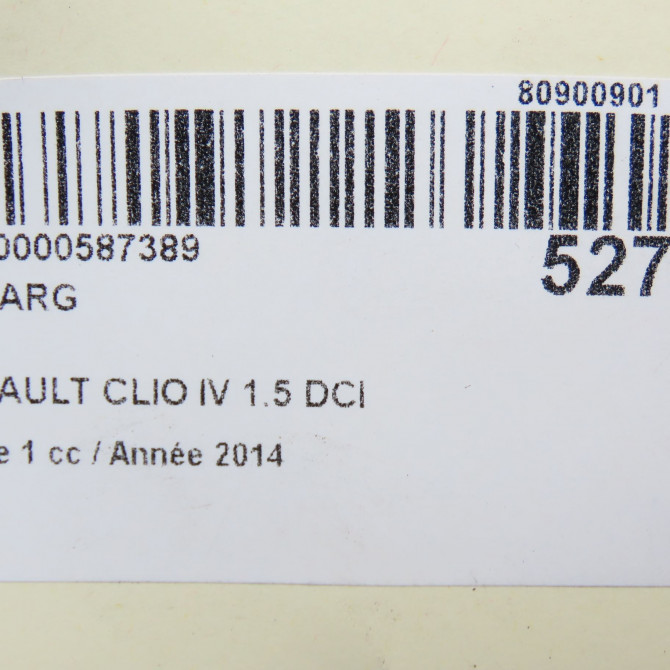 80900901
0000587389
527
ARG
AULT CLIO IV 1.5 DCI
e 1 cc / Année 2014